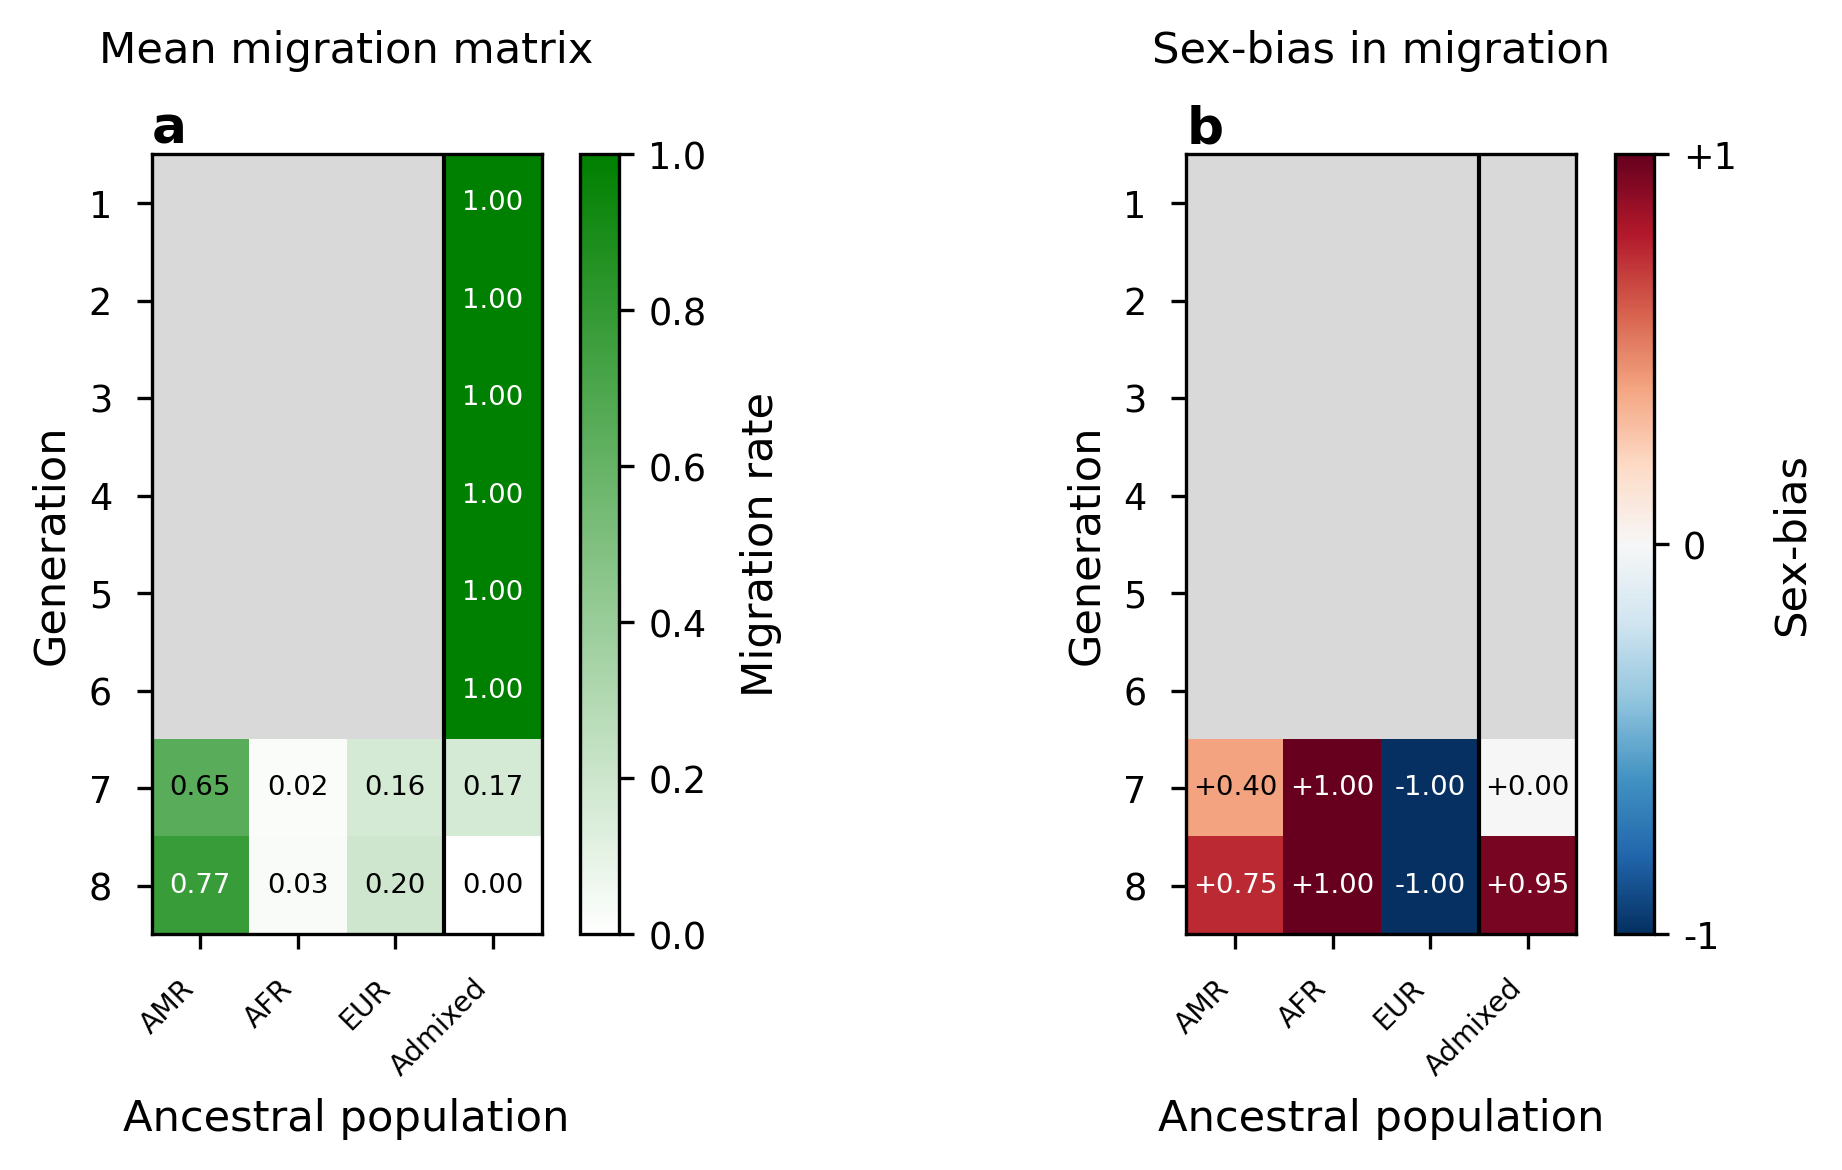 Mean migration matrix
a
Generation
1
2
3
4
5
6
7
8
1.00
1.00
1.00
1.00
1.00
1.00
0.65 0.02 0.16 0.17
0.77 0.03 0.20 0.00
AMR AFR EUR Admixed
Ancestral population
1.0
0.8
0.6
0.4
0.2
0.0
Migration rate
Sex-bias in migration
b
Generation
1
2
3
4
5
6
7
8
+0.40 +1.00 -1.00 +0.00
+0.75 +1.00 -1.00 +0.95
AMR AFR EUR Admixed
Ancestral population
+1
0
-1
Sex-bias